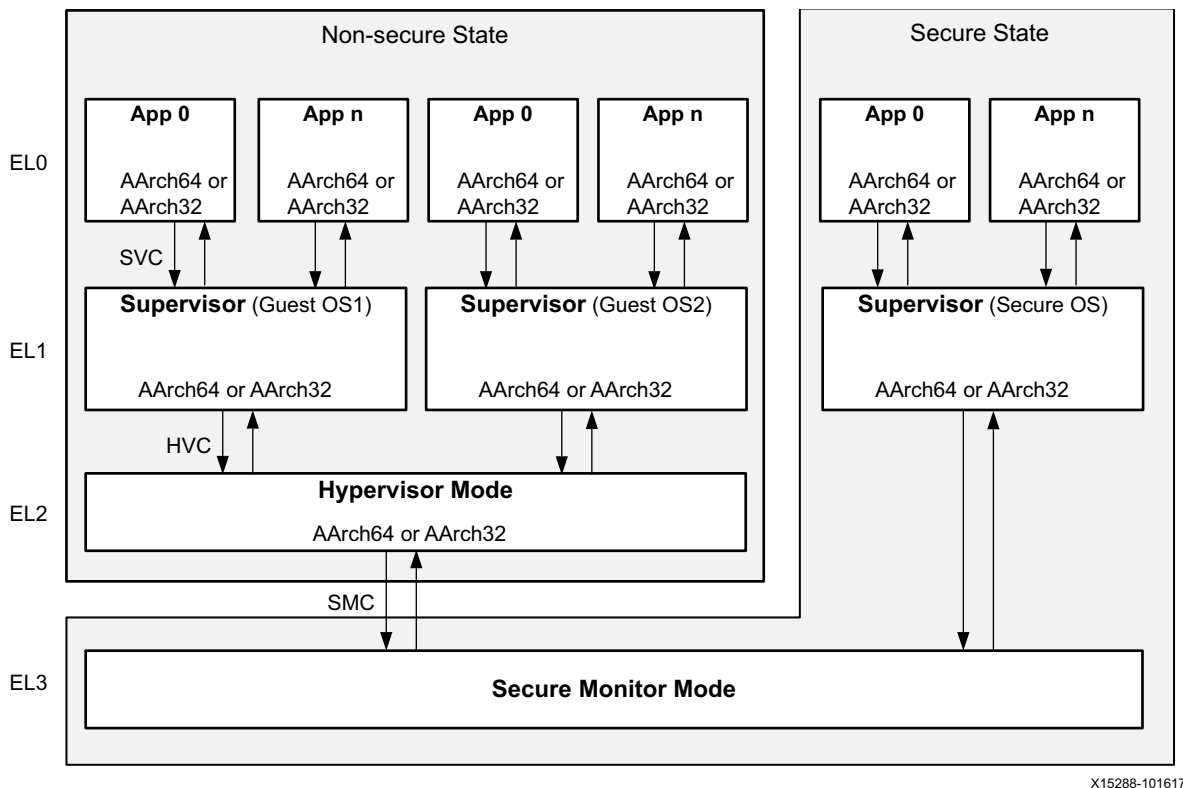 Non-secure State
Secure State
App 0
App n
App 0
App n
App 0
App n
EL0
AArch64 or
AArch32
AArch64 or
AArch32
AArch64 or
AArch32
AArch64 or
AArch32
AArch64 or
AArch32
AArch64 or
AArch32
SVC
Supervisor (Guest OS1)
Supervisor (Guest OS2)
Supervisor (Secure OS)
EL1
AArch64 or AArch32
AArch64 or AArch32
AArch64 or AArch32
HVC
Hypervisor Mode
EL2
AArch64 or AArch32
SMC
EL3
Secure Monitor Mode
X15288-101617